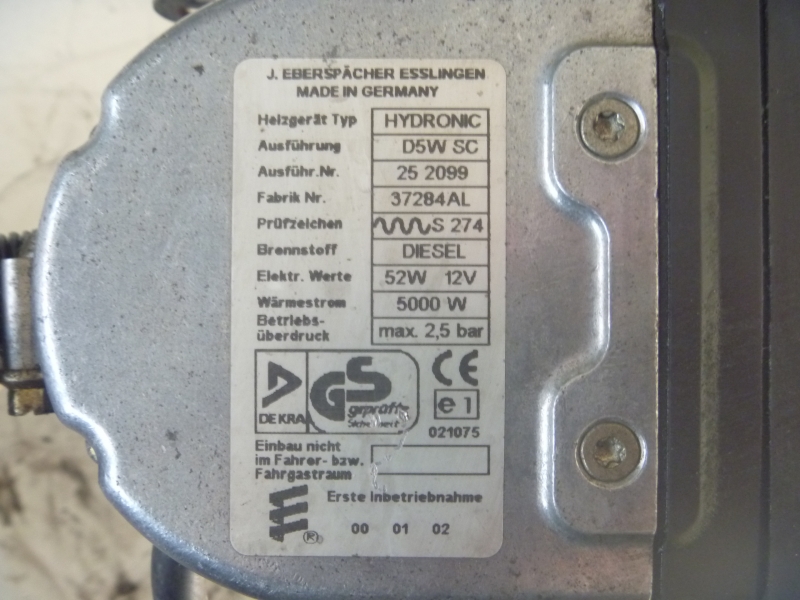 J. EBERSPÄCHER ESSLINGEN
MADE IN GERMANY
Heizgerät Typ HYDRONIC
Ausführung D5W SC
Ausführ.Nr. 25 2099
Fabrik Nr. 37284AL
Prüfzeichen S 274
Brennstoff DIESEL
Elektr. Werte 52W 12V
Wärmestrom 5000 W
Betriebs-
überdruck max. 2,5 bar
DEKRA
GS
geprüfte
CE
e1
021075
Einbau nicht
im Fahrer- bzw.
Fahrgastraum
Erste Inbetriebnahme
®
00 01 02